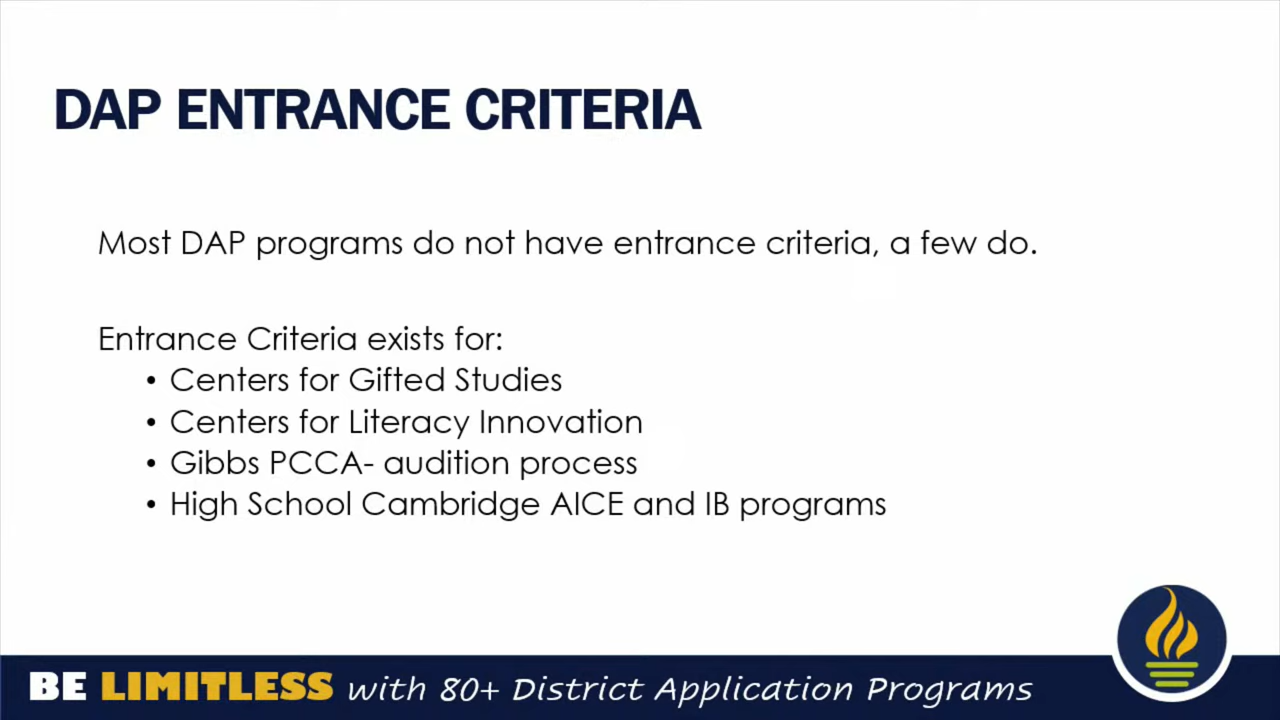 DAP ENTRANCE CRITERIA
Most DAP programs do not have entrance criteria, a few do.
Entrance Criteria exists for:
• Centers for Gifted Studies
• Centers for Literacy Innovation
• Gibbs PCCA- audition process
• High School Cambridge AICE and IB programs
BE LIMITLESS with 80+ District Application Programs